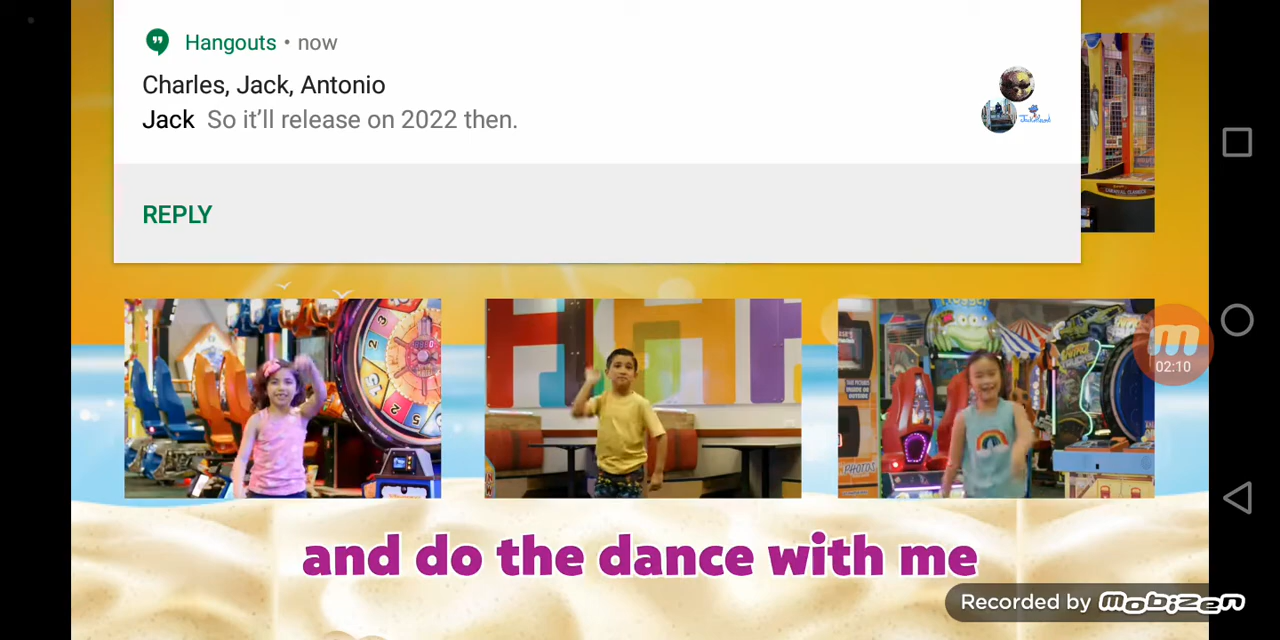 Hangouts • now
Charles, Jack, Antonio
Jack So it'll release on 2022 then.
REPLY
PHOTOS
02:10
and do the dance with me
Recorded by mobizen